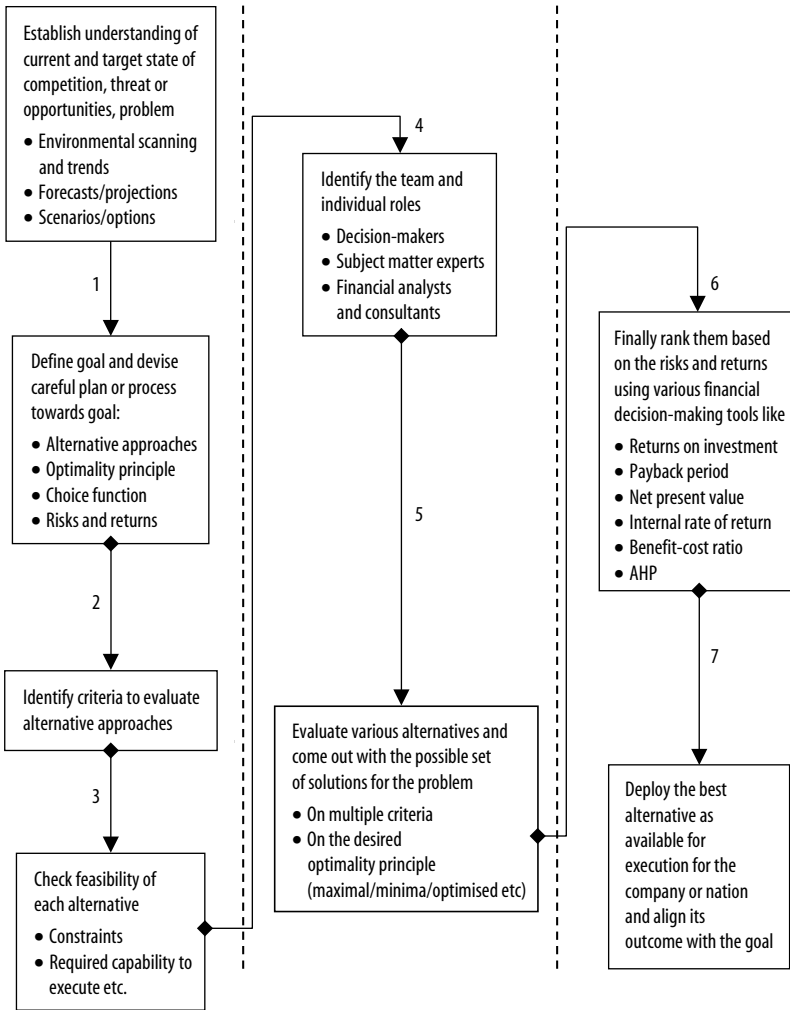 Establish understanding of
current and target state of
competition, threat or
opportunities, problem
• Environmental scanning
and trends
• Forecasts/projections
• Scenarios/options
1
Define goal and devise
careful plan or process
towards goal:
• Alternative approaches
• Optimality principle
• Choice function
• Risks and returns
2
Identify criteria to evaluate
alternative approaches
3
Check feasibility of
each alternative
• Constraints
• Required capability to
execute etc.
4
Identify the team and
individual roles
• Decision-makers
• Subject matter experts
• Financial analysts
and consultants
5
Evaluate various alternatives and
come out with the possible set
of solutions for the problem
• On multiple criteria
• On the desired
optimality principle
(maximal/minima/optimised etc)
6
Finally rank them based
on the risks and returns
using various financial
decision-making tools like
• Returns on investment
• Payback period
• Net present value
• Internal rate of return
• Benefit-cost ratio
• AHP
7
Deploy the best
alternative as
available for
execution for the
company or nation
and align its
outcome with the goal